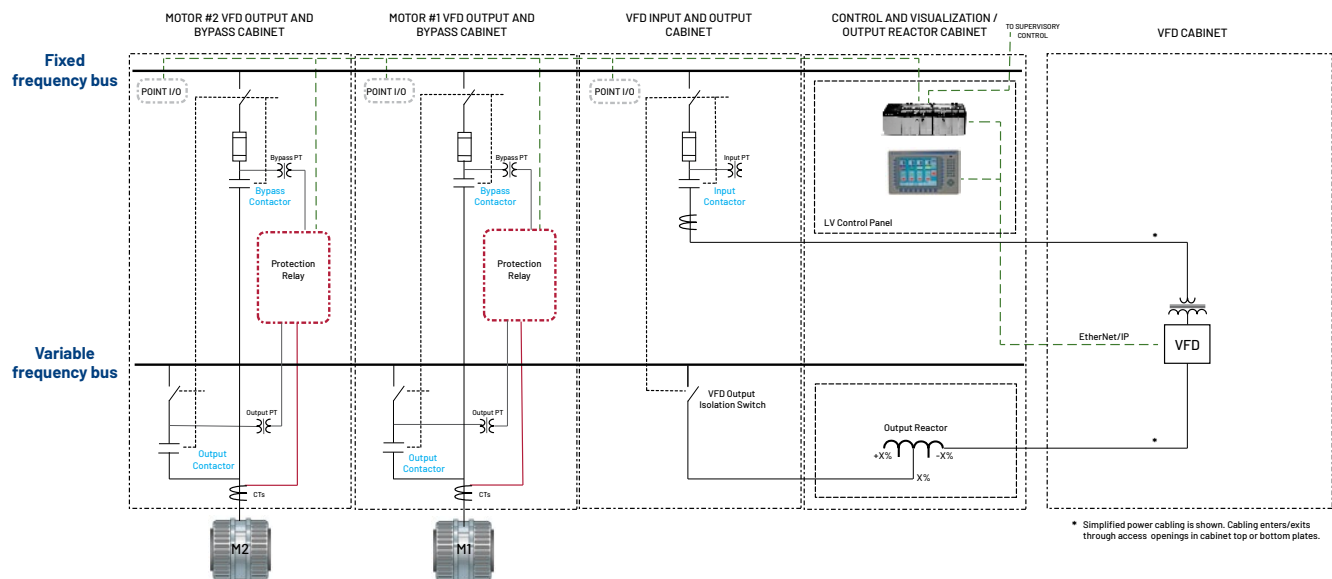 MOTOR #2 VFD OUTPUT AND
BYPASS CABINET
MOTOR #1 VFD OUTPUT AND
BYPASS CABINET
VFD INPUT AND OUTPUT
CABINET
CONTROL AND VISUALIZATION /
OUTPUT REACTOR CABINET
TO SUPERVISORY
CONTROL
VFD CABINET
Fixed
frequency bus
POINT I/O
POINT I/O
POINT I/O
Bypass PT
Bypass PT
Input PT
Bypass
Contactor
Bypass
Contactor
Input
Contactor
LV Control Panel
*
Protection
Relay
Protection
Relay
EtherNet/IP
VFD
Variable
frequency bus
VFD Output
Isolation Switch
Output PT
Output PT
Output Reactor
+X%
-X%
X%
*
Output
Contactor
Output
Contactor
CTs
CTs
M2
M1
* Simplified power cabling is shown. Cabling enters/exits
through access openings in cabinet top or bottom plates.